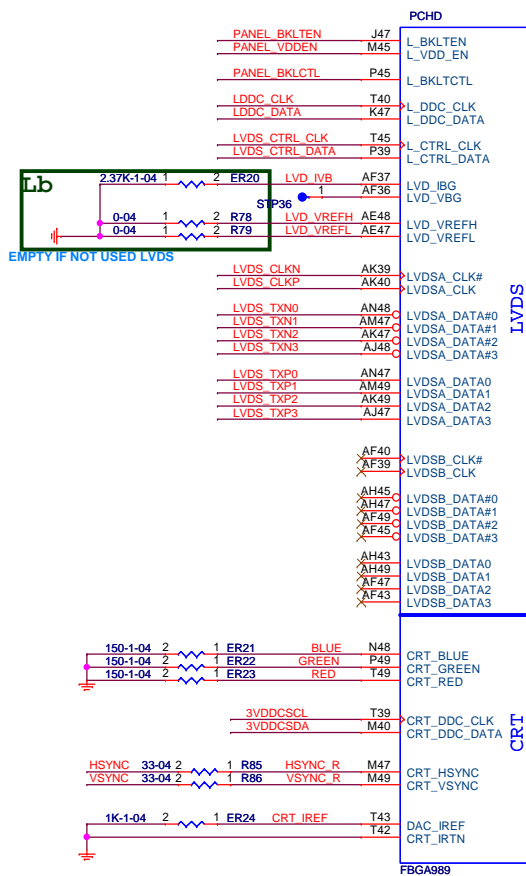 PCHD
PANEL_BKLTEN J47 L_BKLTEN
PANEL_VDDEN M45 L_VDD_EN
PANEL_BKLCTL P45 L_BKLTCTL
LDDC_CLK T40 L_DDC_CLK
LDDC_DATA K47 L_DDC_DATA
LVDS_CTRL_CLK T45 L_CTRL_CLK
LVDS_CTRL_DATA P39 L_CTRL_DATA
Lb
2.37K-1-04 1 2 ER20 LVD_IVB AF37 LVD_IBG
STP36 1 AF36 LVD_VBG
0-04 1 2 R78 LVD_VREFH AE48 LVD_VREFH
0-04 1 2 R79 LVD_VREFL AE47 LVD_VREFL
EMPTY IF NOT USED LVDS
LVDS
LVDS_CLKN AK39 LVDSA_CLK#
LVDS_CLKP AK40 LVDSA_CLK
LVDS_TXN0 AN48 LVDSA_DATA#0
LVDS_TXN1 AM47 LVDSA_DATA#1
LVDS_TXN2 AK47 LVDSA_DATA#2
LVDS_TXN3 AJ48 LVDSA_DATA#3
LVDS_TXP0 AN47 LVDSA_DATA0
LVDS_TXP1 AM49 LVDSA_DATA1
LVDS_TXP2 AK49 LVDSA_DATA2
LVDS_TXP3 AJ47 LVDSA_DATA3
AF40 LVDSB_CLK#
AF39 LVDSB_CLK
AH45 LVDSB_DATA#0
AH47 LVDSB_DATA#1
AF49 LVDSB_DATA#2
AF45 LVDSB_DATA#3
AH43 LVDSB_DATA0
AH49 LVDSB_DATA1
AF47 LVDSB_DATA2
AF43 LVDSB_DATA3
150-1-04 2 1 ER21 BLUE N48 CRT_BLUE
150-1-04 2 1 ER22 GREEN P49 CRT_GREEN
150-1-04 2 1 ER23 RED T49 CRT_RED
3VDDCSCL T39 CRT_DDC_CLK
3VDDCSDA M40 CRT_DDC_DATA
CRT
HSYNC 33-04 2 1 R85 HSYNC_R M47 CRT_HSYNC
VSYNC 33-04 2 1 R86 VSYNC_R M49 CRT_VSYNC
1K-1-04 2 1 ER24 CRT_IREF T43 DAC_IREF
T42 CRT_IRTN
FBGA989